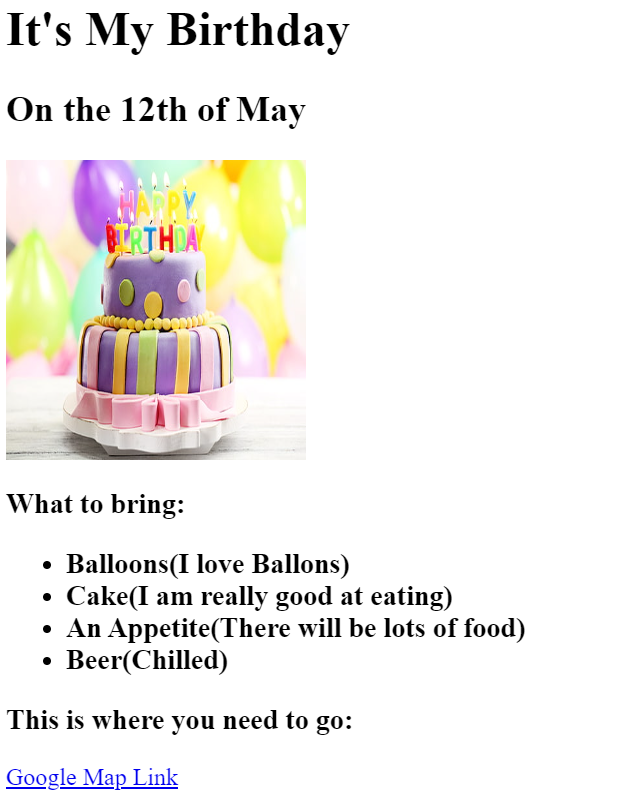 It's My Birthday
On the 12th of May
HAPPY
BIRTHDAY
What to bring:
Balloons(I love Ballons)
Cake(I am really good at eating)
An Appetite(There will be lots of food)
Beer(Chilled)
This is where you need to go:
Google Map Link